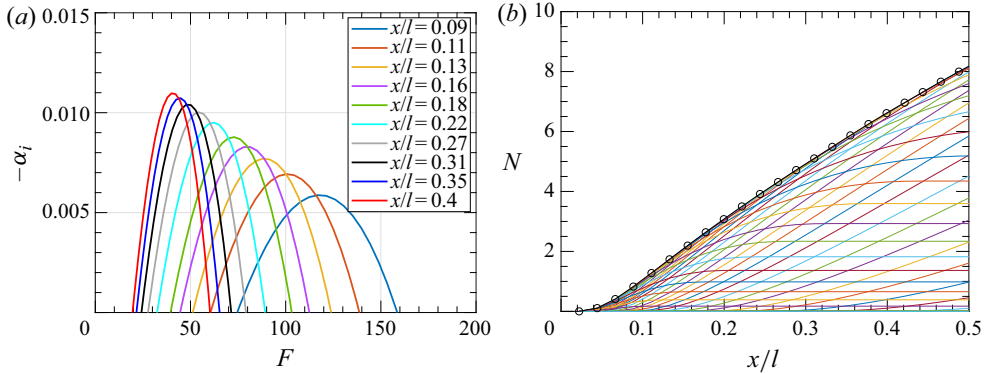 (a)
0.015
0.010
0.005
−αi
0
50
100
150
200
F
x/l = 0.09
x/l = 0.11
x/l = 0.13
x/l = 0.16
x/l = 0.18
x/l = 0.22
x/l = 0.27
x/l = 0.31
x/l = 0.35
x/l = 0.4
(b)
10
8
6
4
2
N
0
0.1
0.2
0.3
0.4
0.5
x/l